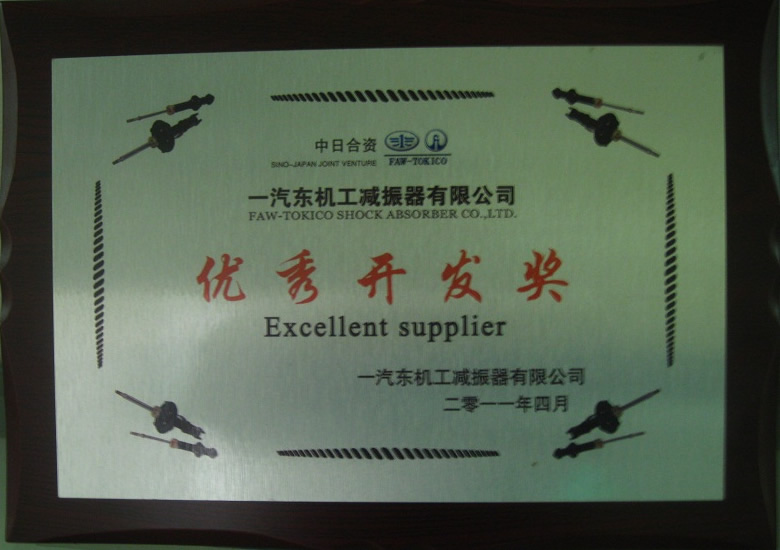 中日合资
SINO-JAPAN JOINT VENTURE
FAW-TOKICO
一汽东机工减振器有限公司
FAW-TOKICO SHOCK ABSORBER CO.,LTD.
优秀开发奖
Excellent supplier
一汽东机工减振器有限公司
二零一一年四月